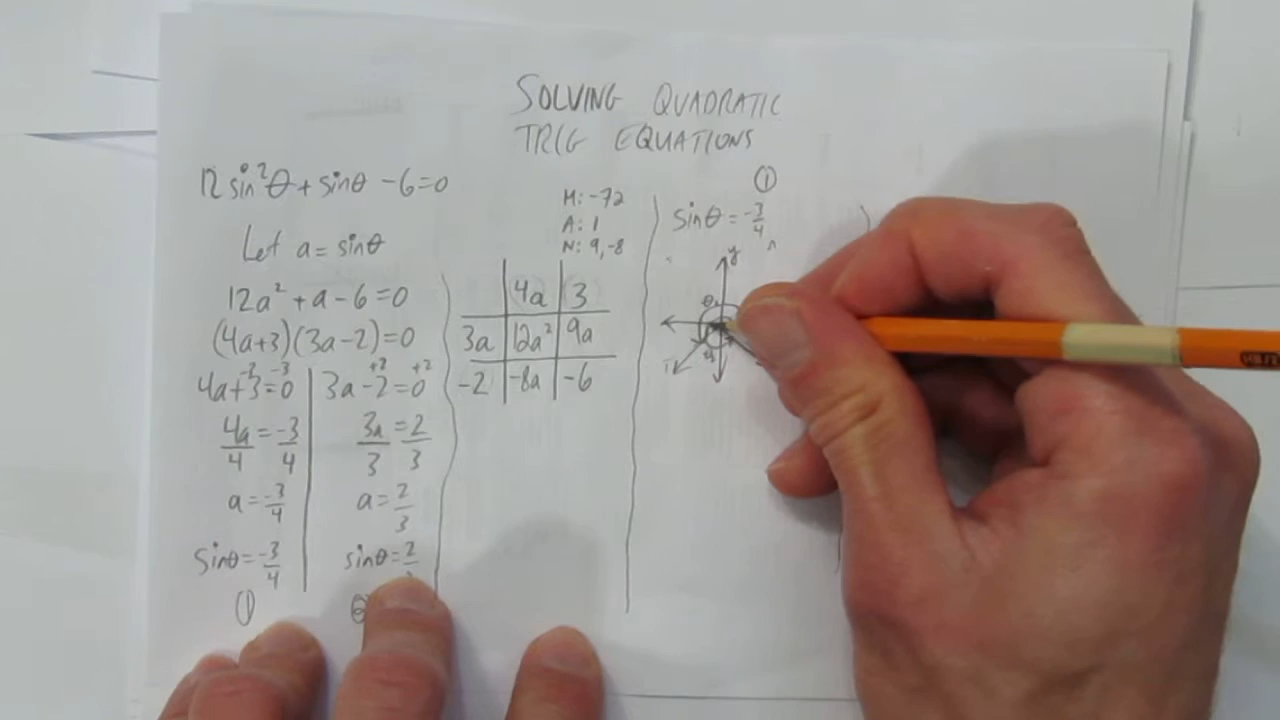 SOLVING QUADRATIC
TRIG EQUATIONS
12 sin²θ + sinθ - 6 = 0
Let a = sinθ
12a² + a - 6 = 0
(4a+3)(3a-2) = 0
-3 -3
4a+3=0
4a = -3
4 4
a = -3/4
sinθ = -3/4
①
+2 +2
3a-2=0
3a = 2
3 3
a = 2/3
sinθ = 2
M: -72
A: 1
N: 9, -8
4a 3
3a 12a² 9a
-2 -8a -6
①
sinθ = -3/4
y